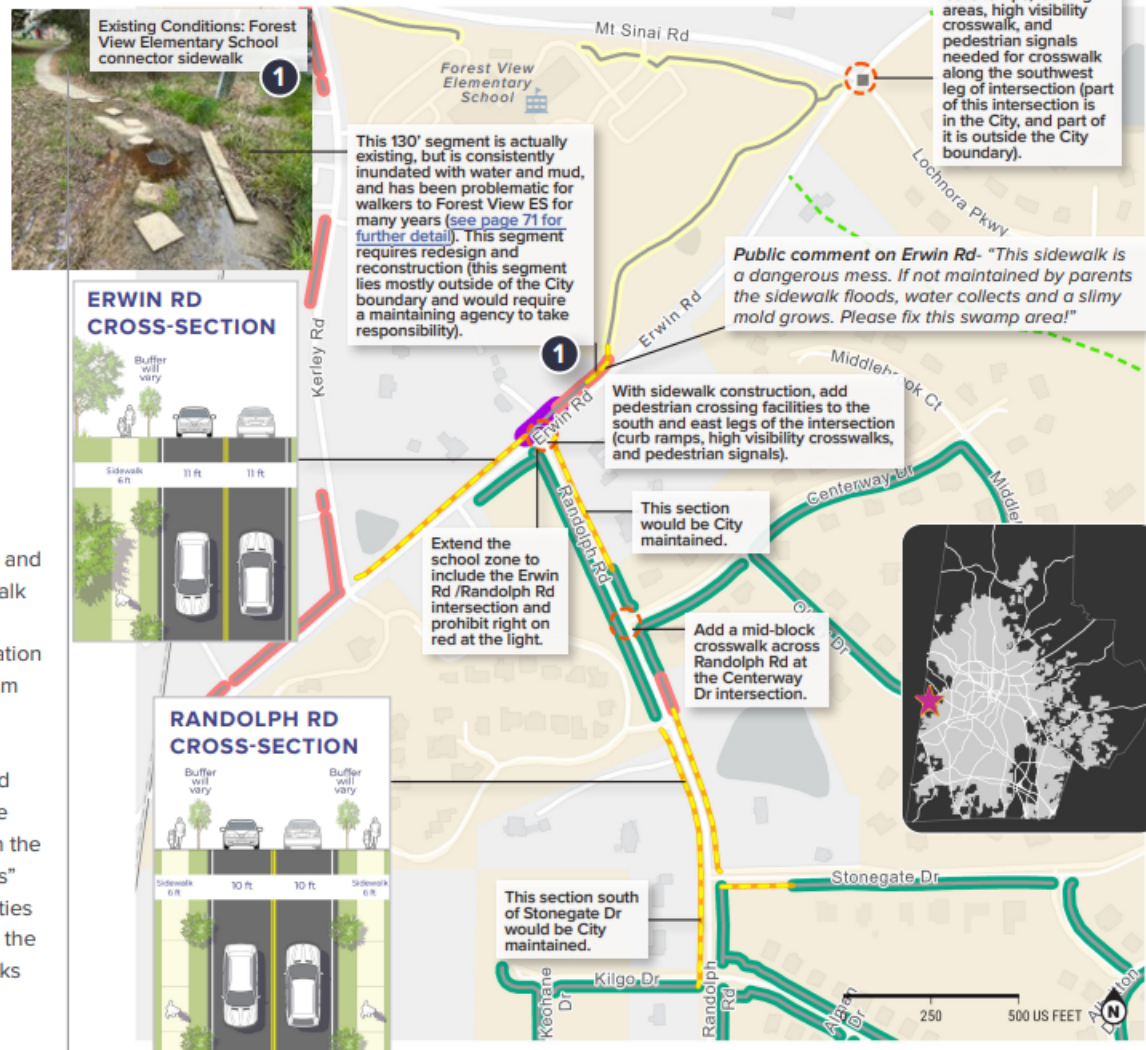 Existing Conditions: Forest
View Elementary School
connector sidewalk
1
Mt Sinai Rd
Forest View
Elementary
School
areas, high visibility
crosswalk, and
pedestrian signals
needed for crosswalk
along the southwest
leg of intersection (part
of this intersection is
in the City, and part of
it is outside the City
boundary).
This 130' segment is actually
existing, but is consistently
inundated with water and mud,
and has been problematic for
walkers to Forest View ES for
many years (see page 71 for
further detail). This segment
requires redesign and
reconstruction (this segment
lies mostly outside of the City
boundary and would require
a maintaining agency to take
responsibility).
Lochnora Pkwy
Public comment on Erwin Rd- “This sidewalk is
a dangerous mess. If not maintained by parents
the sidewalk floods, water collects and a slimy
mold grows. Please fix this swamp area!”
ERWIN RD
CROSS-SECTION
Buffer
will
vary
Sidewalk
6 ft
11 ft
11 ft
Kerley Rd
Erwin Rd
1
Erwin Rd
Middlebrook Ct
With sidewalk construction, add
pedestrian crossing facilities to the
south and east legs of the intersection
(curb ramps, high visibility crosswalks,
and pedestrian signals).
Centerway Dr
Randolph Rd
This section
would be City
maintained.
Extend the
school zone to
include the Erwin
Rd /Randolph Rd
intersection and
prohibit right on
red at the light.
Add a mid-block
crosswalk across
Randolph Rd at
the Centerway
Dr intersection.
and
alk
ation
m
d
e
n the
s”
ties
the
ks
RANDOLPH RD
CROSS-SECTION
Buffer
will
vary
Buffer
will
vary
Sidewalk
6 ft
10 ft
10 ft
Sidewalk
6 ft
This section south
of Stonegate Dr
would be City
maintained.
Stonegate Dr
Kilgo Dr
Keohane
Dr
Randolph
Rd
Alman
Dr
250
500 US FEET
N